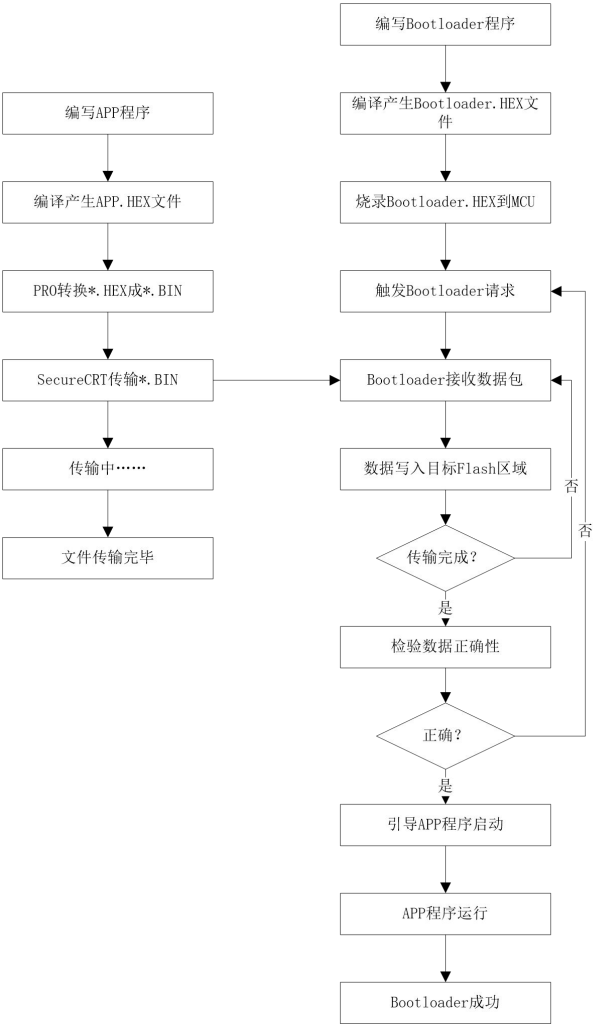 编写Bootloader程序
编译产生Bootloader.HEX文
件
烧录Bootloader.HEX到MCU
触发Bootloader请求
Bootloader接收数据包
数据写入目标Flash区域
传输完成？
否
是
检验数据正确性
正确？
否
是
引导APP程序启动
APP程序运行
Bootloader成功
编写APP程序
编译产生APP.HEX文件
PRO转换*.HEX成*.BIN
SecureCRT传输*.BIN
传输中……
文件传输完毕